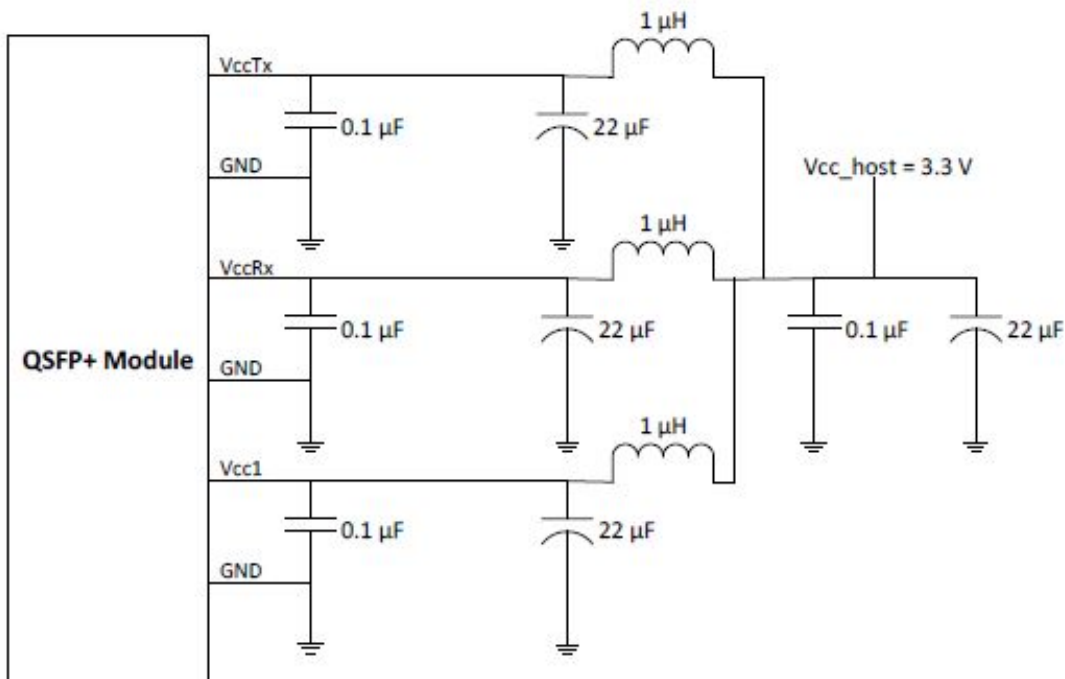 1 µH
VccTx
0.1 µF
22 µF
GND
Vcc_host = 3.3 V
1 µH
VccRx
0.1 µF
22 µF
0.1 µF
22 µF
QSFP+ Module
GND
1 µH
Vcc1
0.1 µF
22 µF
GND